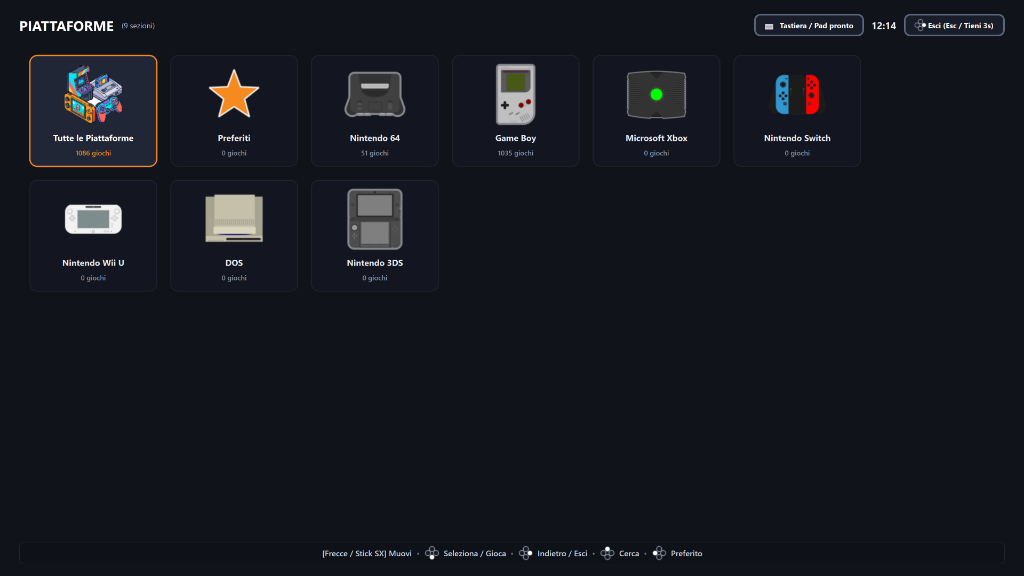 PIATTAFORME (9 sezioni)
Tastiera / Pad pronto
12:14
Esci (Esc / Tieni 3s)
Tutte le Piattaforme
1086 giochi
Preferiti
0 giochi
Nintendo 64
51 giochi
Game Boy
1035 giochi
Microsoft Xbox
0 giochi
Nintendo Switch
0 giochi
Nintendo Wii U
0 giochi
DOS
0 giochi
Nintendo 3DS
0 giochi
[Frecce / Stick SX] Muovi • Seleziona / Gioca • Indietro / Esci • Cerca • Preferito